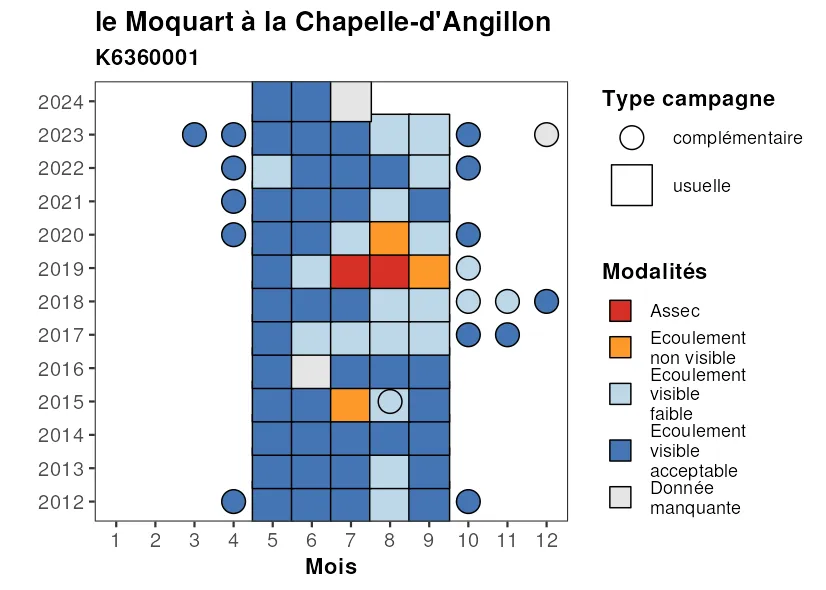 le Moquart à la Chapelle-d'Angillon
K6360001
2024
2023
2022
2021
2020
2019
2018
2017
2016
2015
2014
2013
2012
1 2 3 4 5 6 7 8 9 10 11 12
Mois
Type campagne
complémentaire
usuelle
Modalités
Assec
Ecoulement
non visible
Ecoulement
visible
faible
Ecoulement
visible
acceptable
Donnée
manquante